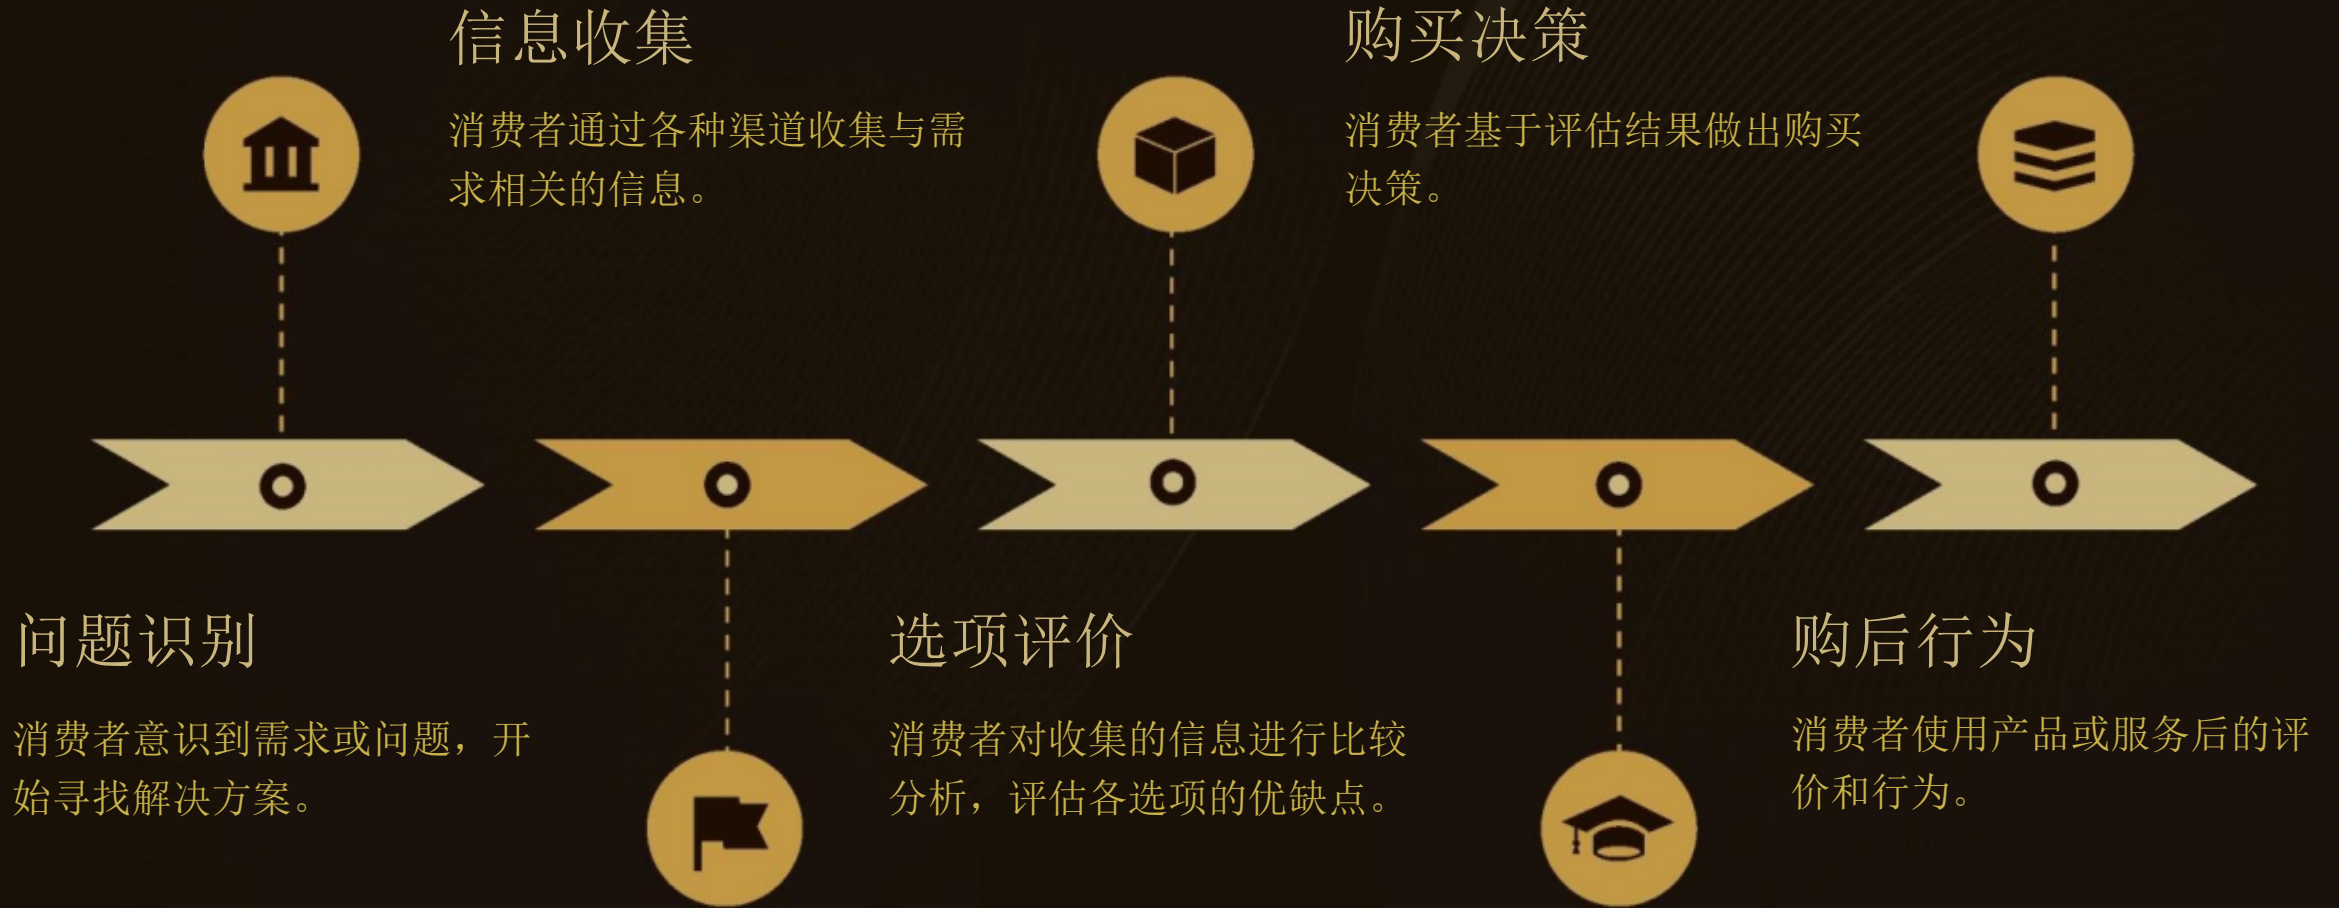 问题识别
消费者意识到需求或问题，开
始寻找解决方案。
信息收集
消费者通过各种渠道收集与需
求相关的信息。
选项评价
消费者对收集的信息进行比较
分析，评估各选项的优缺点。
购买决策
消费者基于评估结果做出购买
决策。
购后行为
消费者使用产品或服务后的评
价和行为。